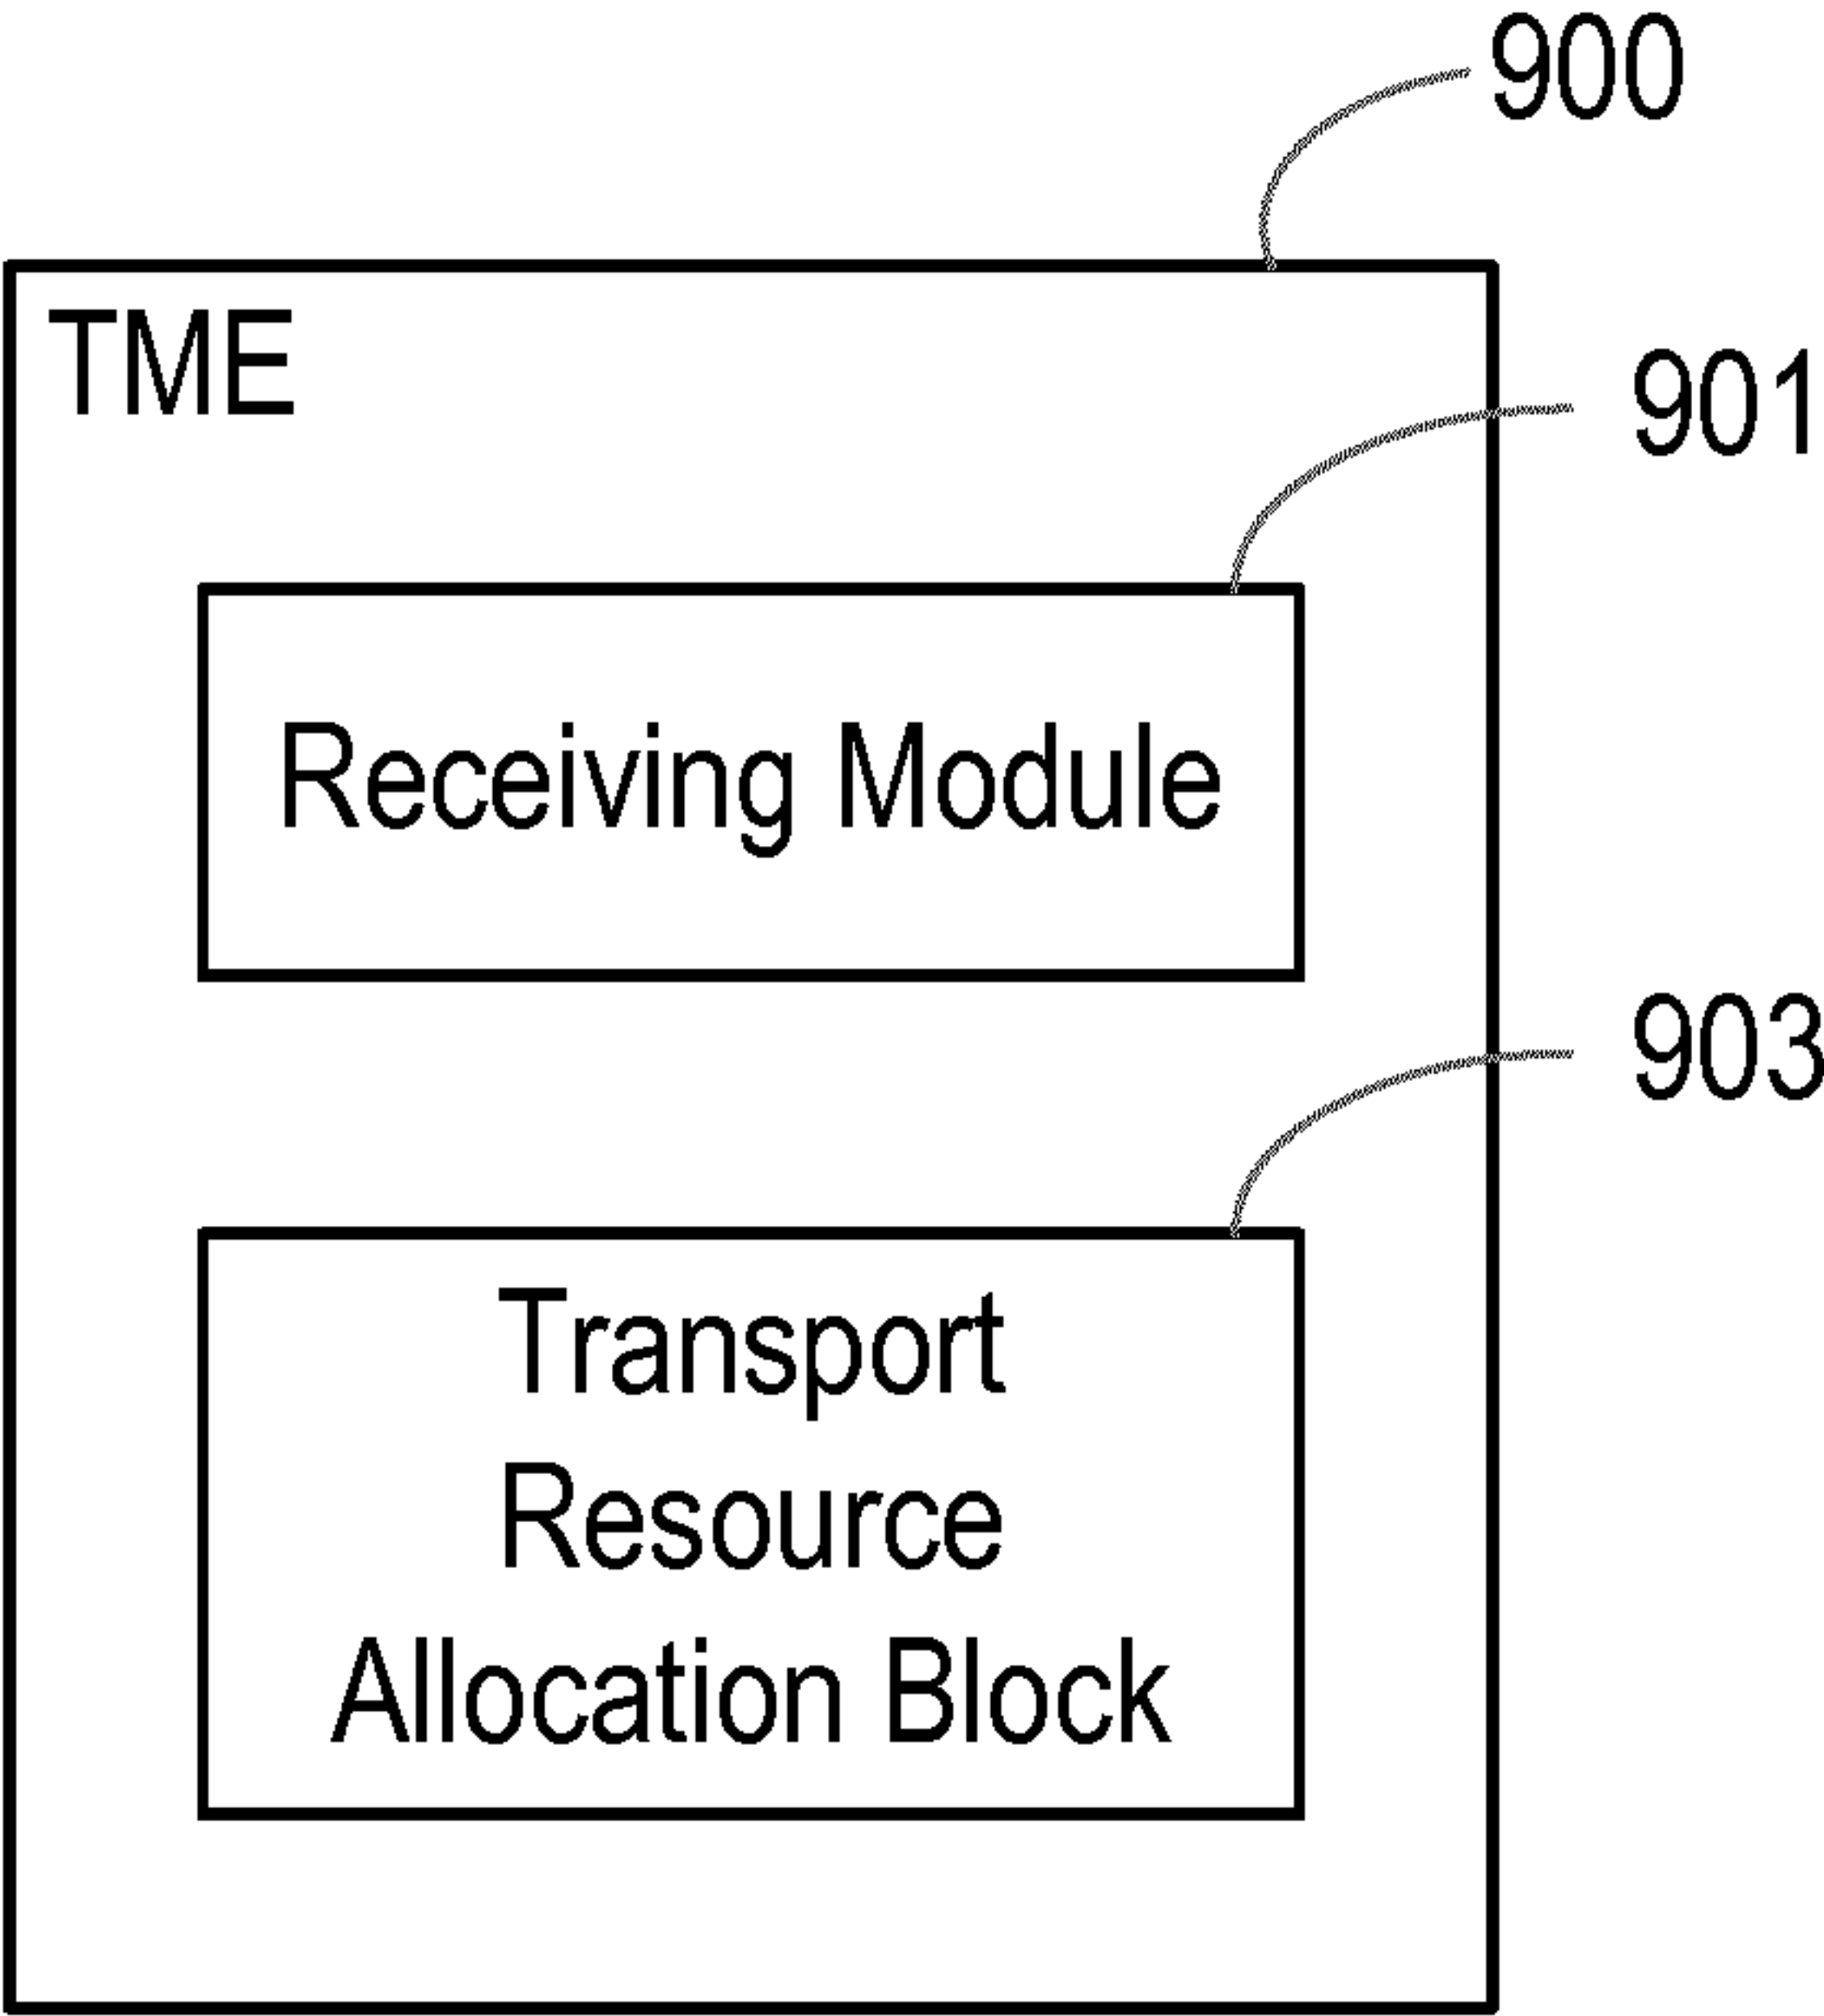 900
TME
901
Receiving Module
903
Transport
Resource
Allocation Block